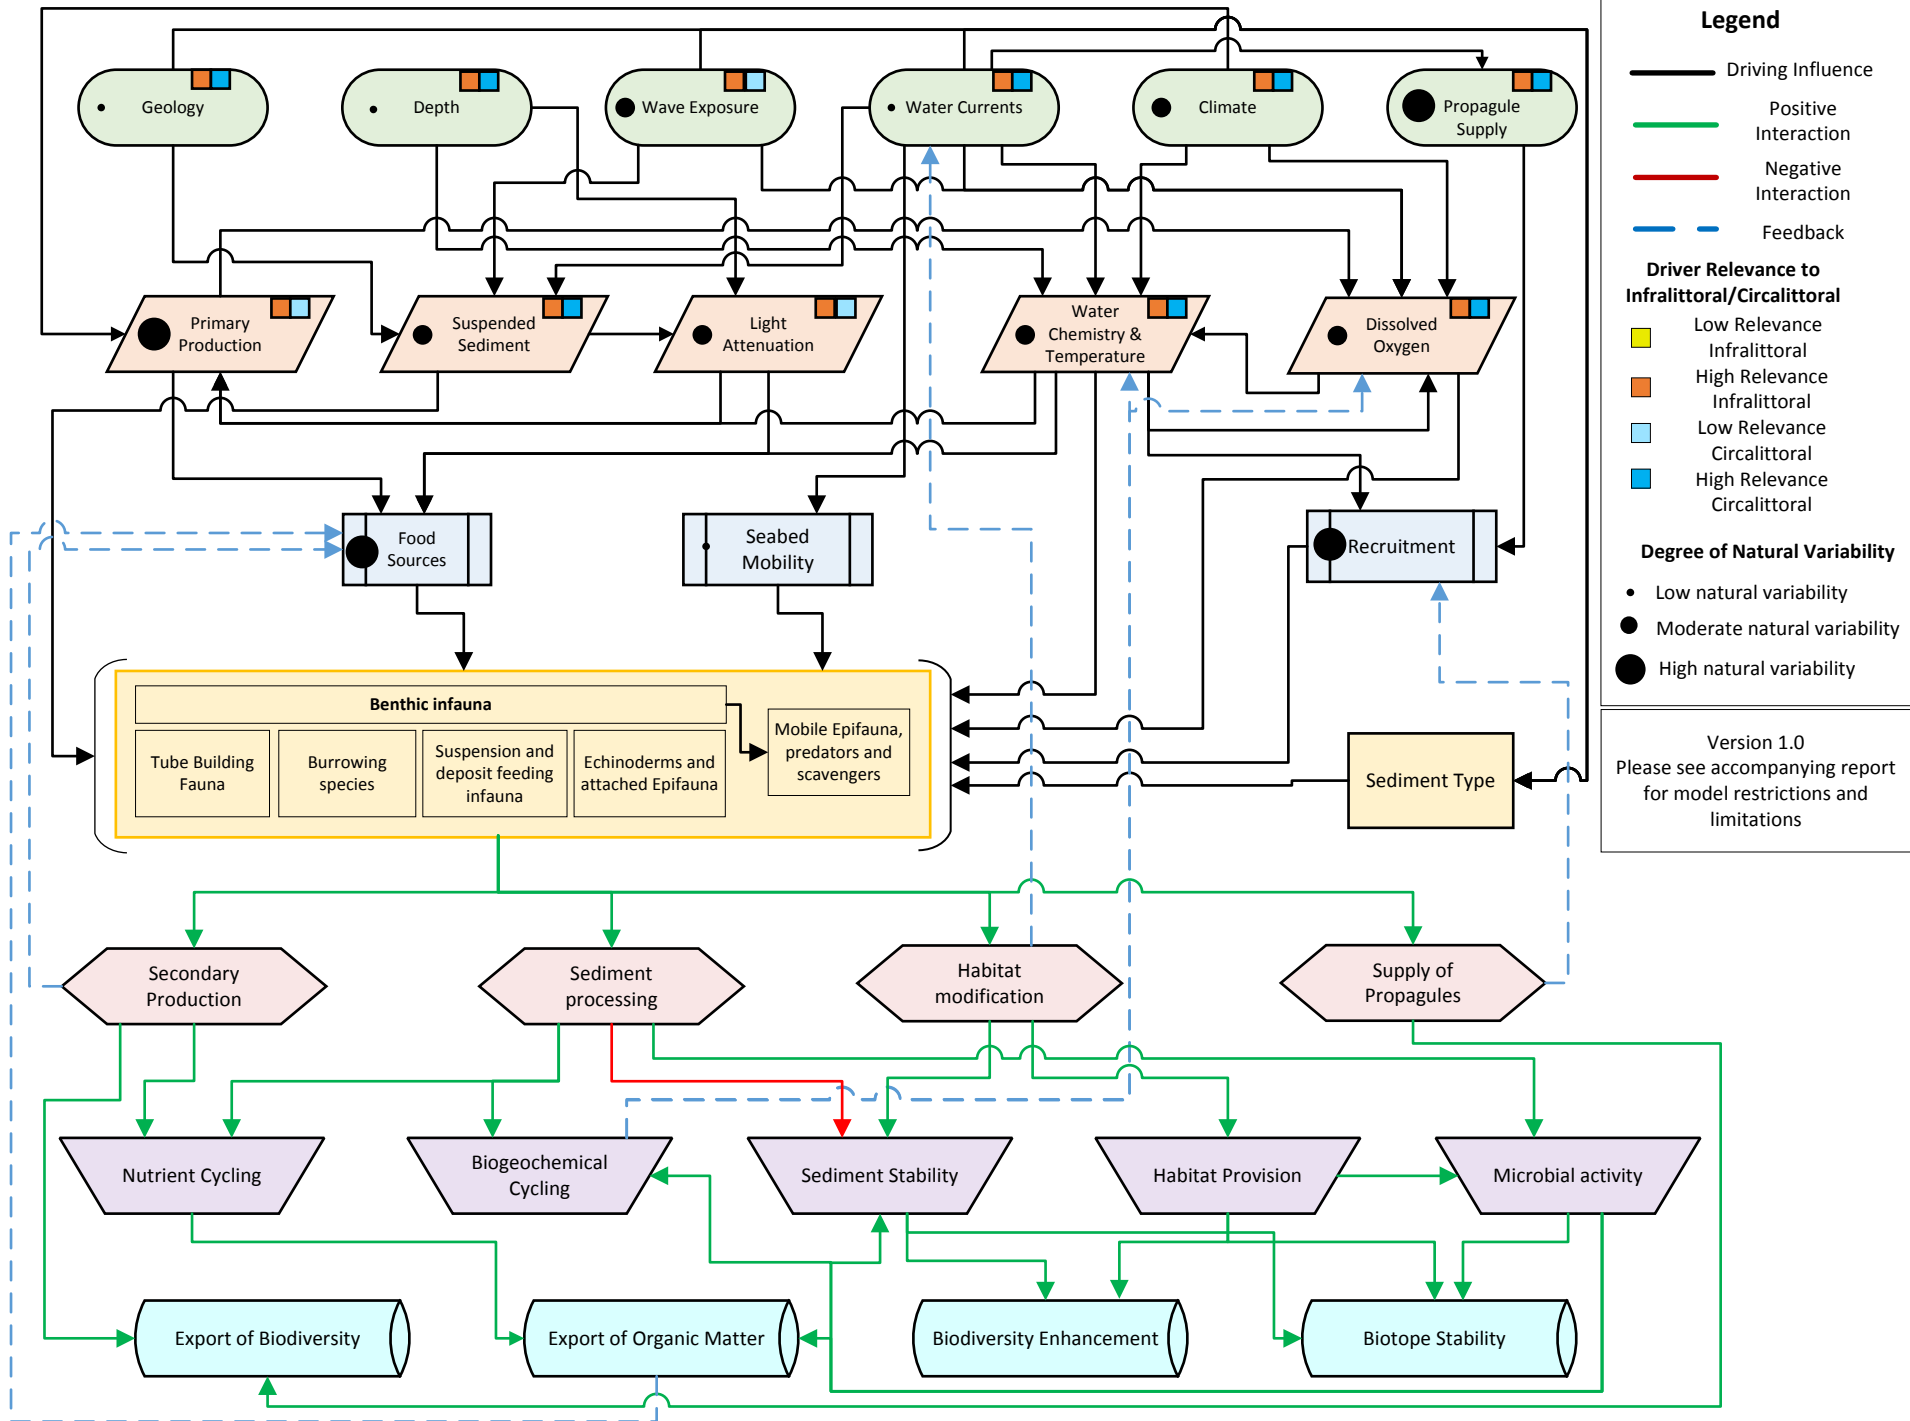 Geology
Depth
Wave Exposure
Water Currents
Climate
Propagule
Supply
Primary
Production
Suspended
Sediment
Light
Attenuation
Water
Chemistry &
Temperature
Dissolved
Oxygen
Food
Sources
Seabed
Mobility
Recruitment
Benthic infauna
Tube Building
Fauna
Burrowing
species
Suspension and
deposit feeding
infauna
Echinoderms and
attached Epifauna
Mobile Epifauna,
predators and
scavengers
Sediment Type
Secondary
Production
Sediment
processing
Habitat
modification
Supply of
Propagules
Nutrient Cycling
Biogeochemical
Cycling
Sediment Stability
Habitat Provision
Microbial activity
Export of Biodiversity
Export of Organic Matter
Biodiversity Enhancement
Biotope Stability
Legend
Driving Influence
Positive
Interaction
Negative
Interaction
Feedback
Driver Relevance to
Infralittoral/Circalittoral
Low Relevance
Infralittoral
High Relevance
Infralittoral
Low Relevance
Circalittoral
High Relevance
Circalittoral
Degree of Natural Variability
Low natural variability
Moderate natural variability
High natural variability
Version 1.0
Please see accompanying report
for model restrictions and
limitations